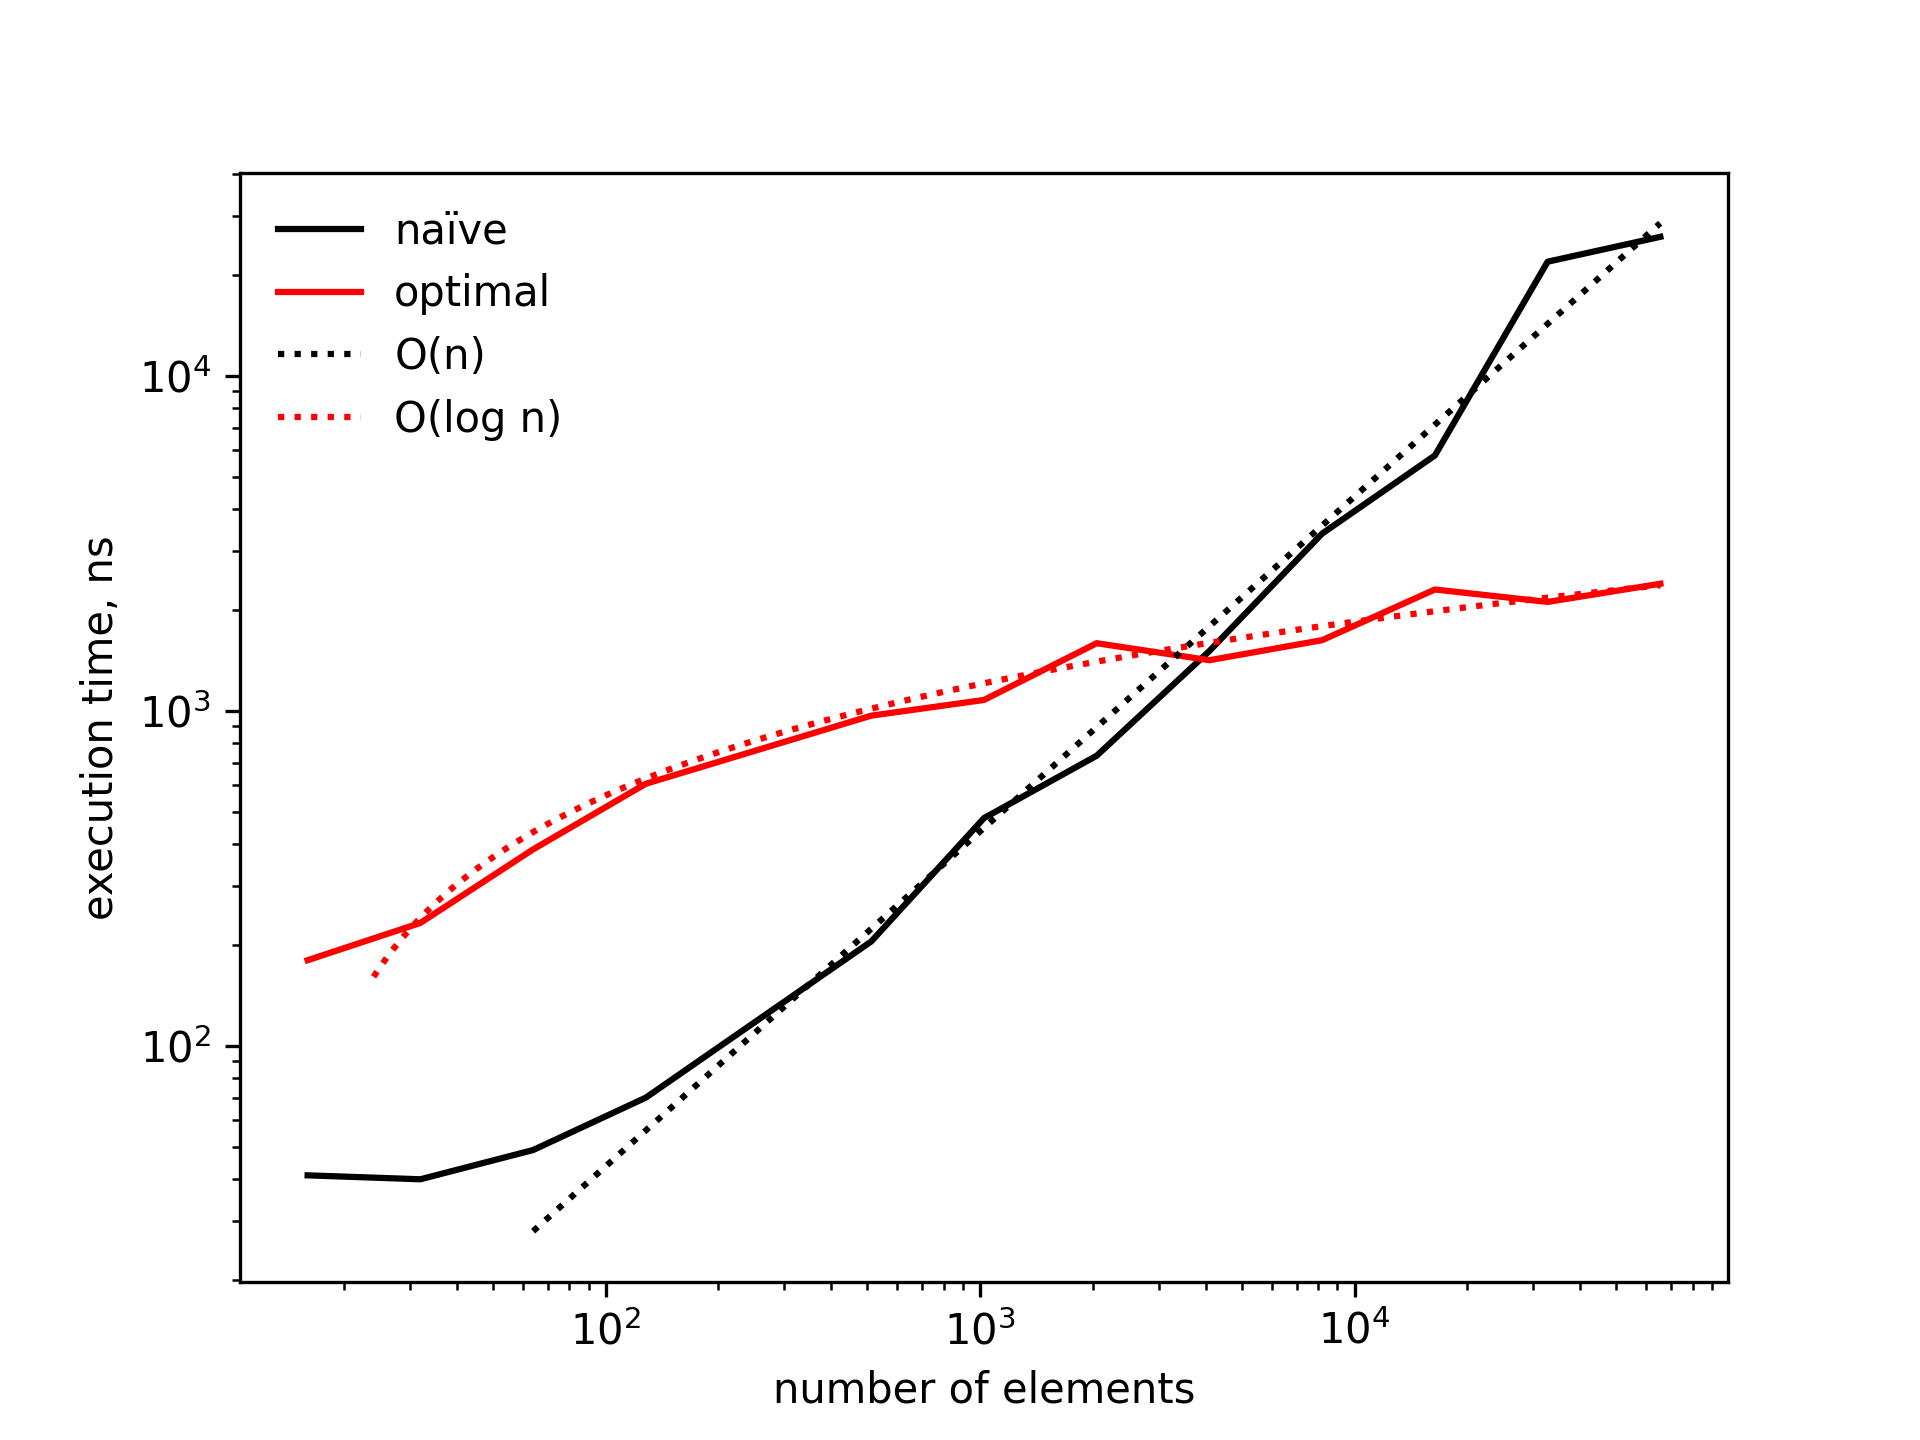 naïve
optimal
O(n)
O(log n)
execution time, ns
10⁴
10³
10²
10² 10³ 10⁴
number of elements